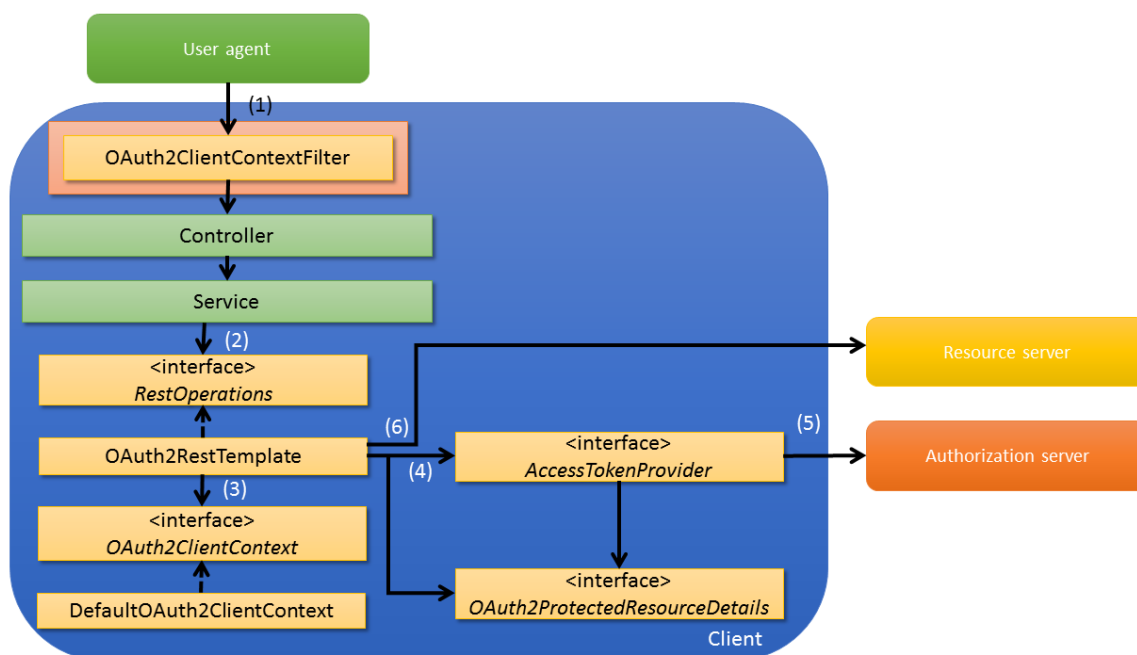 User agent
(1)
OAuth2ClientContextFilter
Controller
Service
(2)
<interface>
RestOperations
Resource server
(6)
(5)
OAuth2RestTemplate
(4)
<interface>
AccessTokenProvider
Authorization server
(3)
<interface>
OAuth2ClientContext
<interface>
OAuth2ProtectedResourceDetails
DefaultOAuth2ClientContext
Client